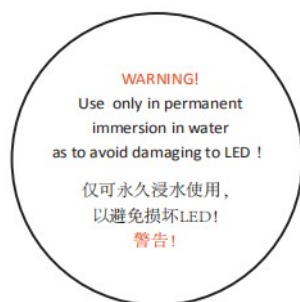 WARNING!
Use only in permanent
immersion in water
as to avoid damaging to LED !
仅可永久浸水使用，
以避免损坏LED!
警告!